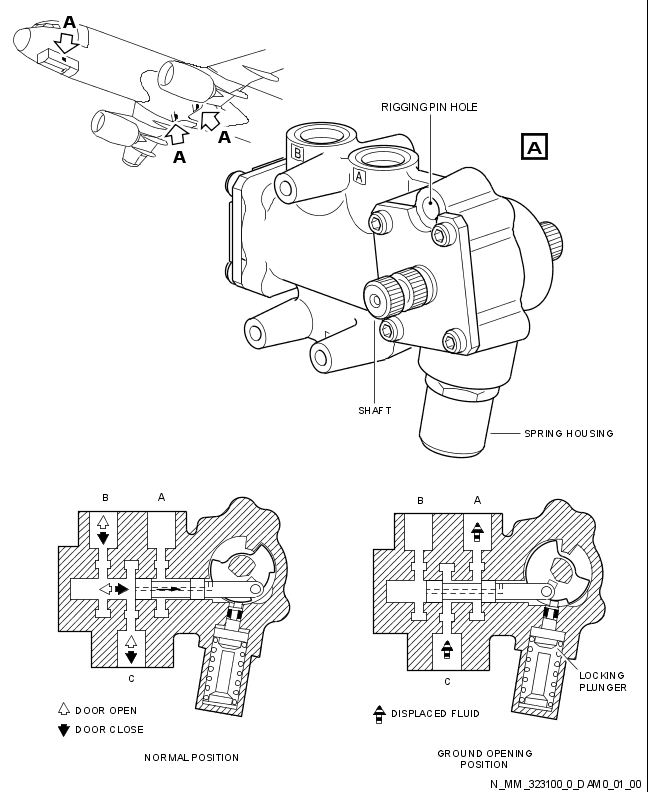 A
A
A
RIGGING PIN HOLE
A
B
A
SHAFT
SPRING HOUSING
B
A
B
A
C
C
LOCKING
PLUNGER
DOOR OPEN
DOOR CLOSE
DISPLACED FLUID
NORMAL POSITION
GROUND OPENING
POSITION
N_MM_323100_0_DAM0_01_00